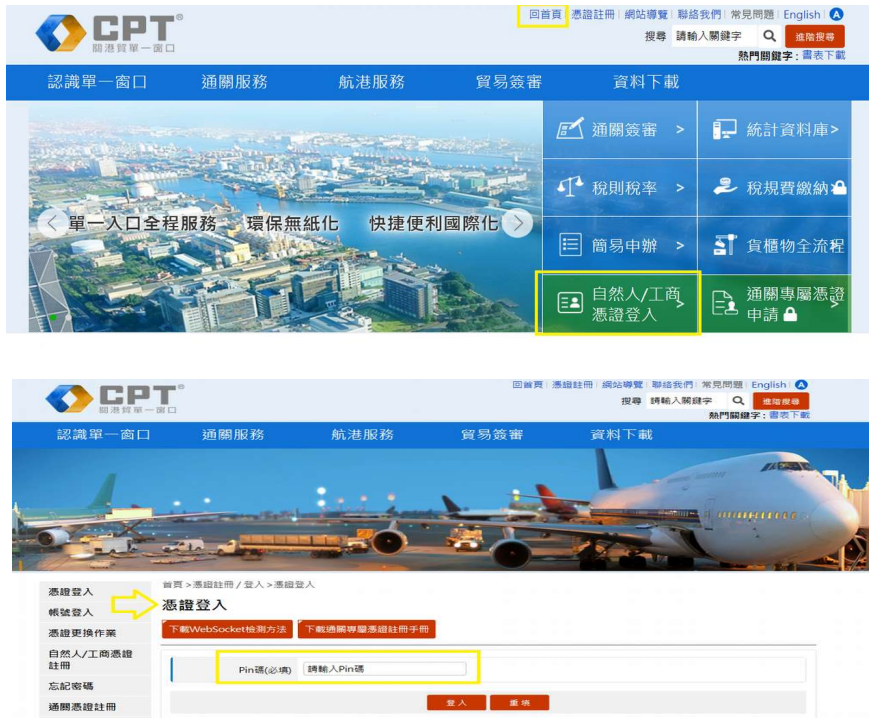 CPT®
關港貿單一窗口
回首頁 | 憑證註冊 | 網站導覽 | 聯絡我們 | 常見問題 | English | A
搜尋 請輸入關鍵字 進階搜尋
熱門關鍵字：書表下載
認識單一窗口 通關服務 航港服務 貿易簽審 資料下載
通關簽審 > 統計資料庫>
稅則稅率 > 稅規費繳納
單一入口全程服務 環保無紙化 快捷便利國際化
簡易申辦 > 貨櫃物全流程
自然人/工商憑證登入 > 通關專屬憑證申請 >
CPT®
關港貿單一窗口
回首頁 | 憑證註冊 | 網站導覽 | 聯絡我們 | 常見問題 | English | A
搜尋 請輸入關鍵字 進階搜尋
熱門關鍵字：書表下載
認識單一窗口 通關服務 航港服務 貿易簽審 資料下載
首頁 >憑證註冊 / 登入 >憑證登入
憑證登入
憑證登入
帳號登入
下載WebSocket檢測方法 下載通關專屬憑證註冊手冊
憑證更換作業
自然人/工商憑證
註冊
Pin碼(必填) 請輸入Pin碼
忘記密碼
登入 重填
通關憑證註冊